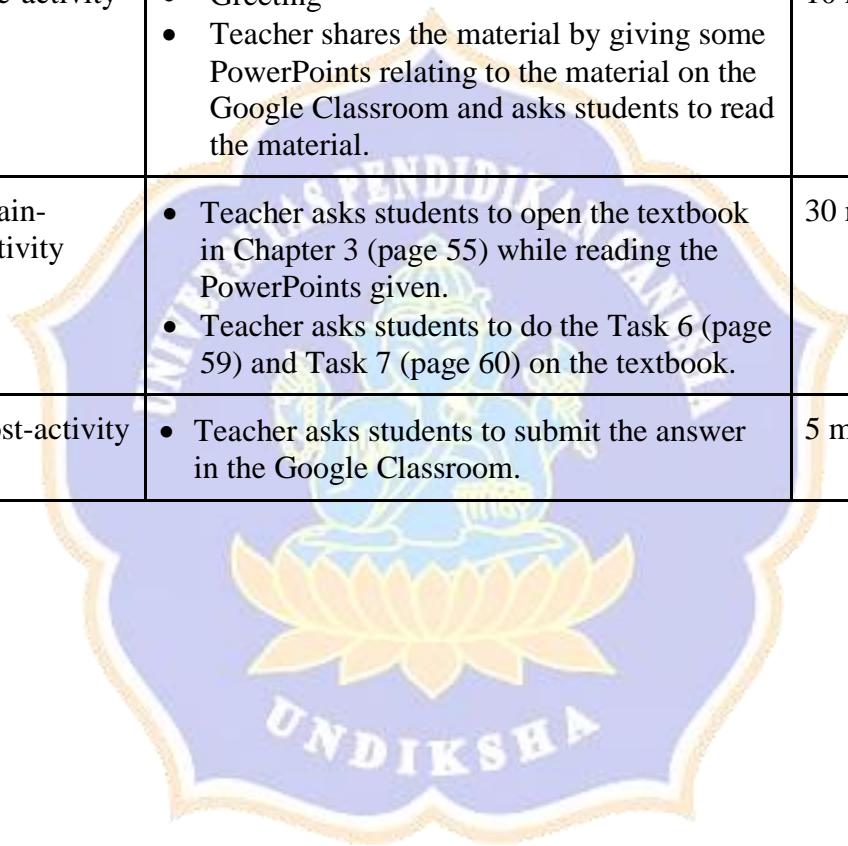 Greeting
• Teacher shares the material by giving some
PowerPoints relating to the material on the
Google Classroom and asks students to read
the material.
ain-
tivity
• Teacher asks students to open the textbook
in Chapter 3 (page 55) while reading the
PowerPoints given.
• Teacher asks students to do the Task 6 (page
59) and Task 7 (page 60) on the textbook.
30
ost-activity
• Teacher asks students to submit the answer
in the Google Classroom.
5 m
UNIVERSITAS PENDIDIKAN GANESHA
UNDIKSHA